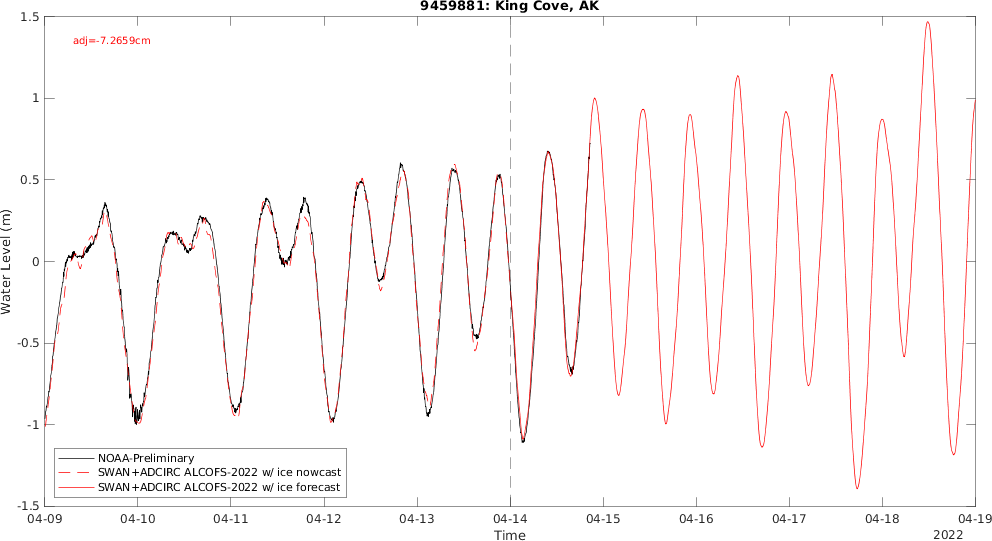 9459881: King Cove, AK
adj=-7.2659cm
1.5
1
0.5
0
-0.5
-1
-1.5
Water Level (m)
NOAA-Preliminary
SWAN+ADCIRC ALCOFS-2022 w/ ice nowcast
SWAN+ADCIRC ALCOFS-2022 w/ ice forecast
04-09 04-10 04-11 04-12 04-13 04-14 04-15 04-16 04-17 04-18 04-19
Time
2022